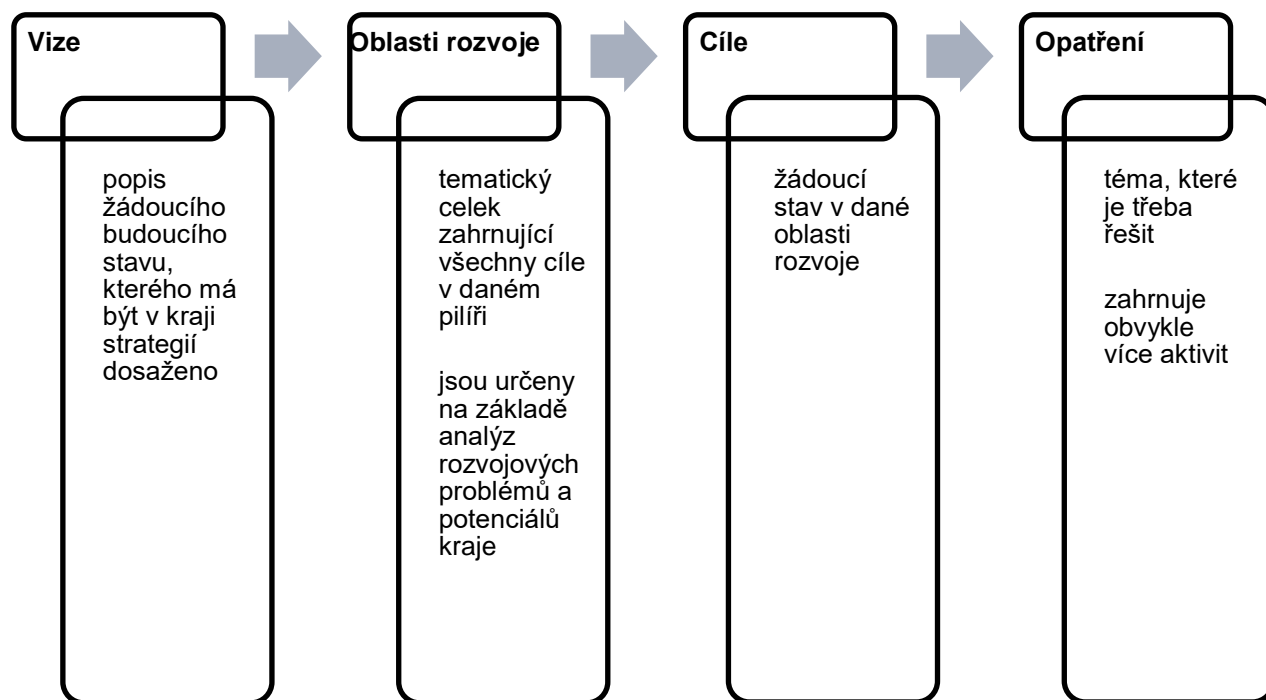 Vize
popis
žádoucího
budoucího
stavu,
kterého má
být v kraji
strategií
dosaženo
Oblasti rozvoje
tematický
celek
zahrnující
všechny cíle
v daném
pilíři
jsou určeny
na základě
analýz
rozvojových
problémů a
potenciálů
kraje
Cíle
žádoucí
stav v dané
oblasti
rozvoje
Opatření
téma, které
je třeba
řešit
zahrnuje
obvykle
více aktivit